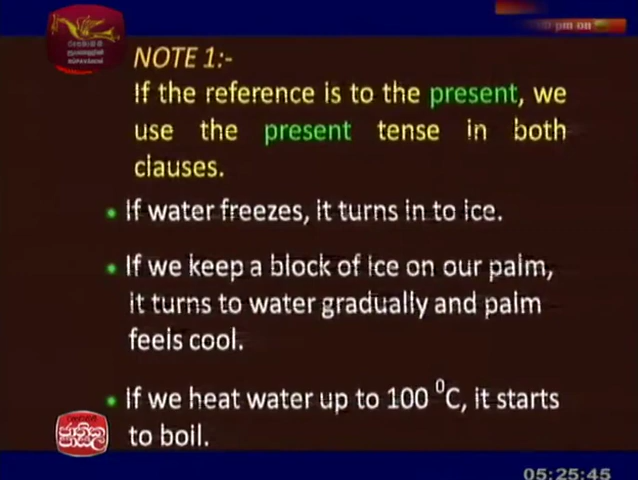 pm on
NOTE 1:-
If the reference is to the present, we
use the present tense in both
clauses.
• If water freezes, it turns in to ice.
• If we keep a block of ice on our palm,
it turns to water gradually and palm
feels cool.
• If we heat water up to 100 ⁰C, it starts
to boil.
05:25:45